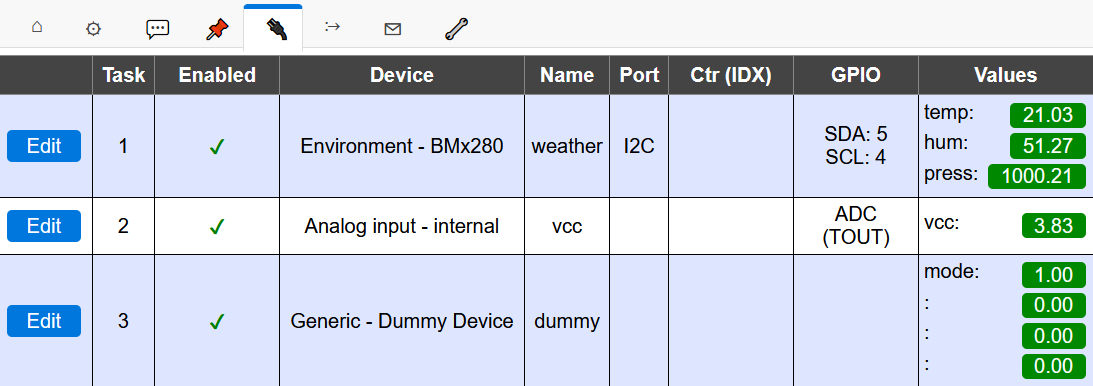 Task Enabled Device Name Port Ctr (IDX) GPIO Values
Edit 1 ✓ Environment - BMx280 weather I2C SDA: 5 SCL: 4 temp: 21.03
hum: 51.27
press: 1000.21
Edit 2 ✓ Analog input - internal vcc ADC (TOUT) vcc: 3.83
Edit 3 ✓ Generic - Dummy Device dummy mode: 1.00
: 0.00
: 0.00
: 0.00